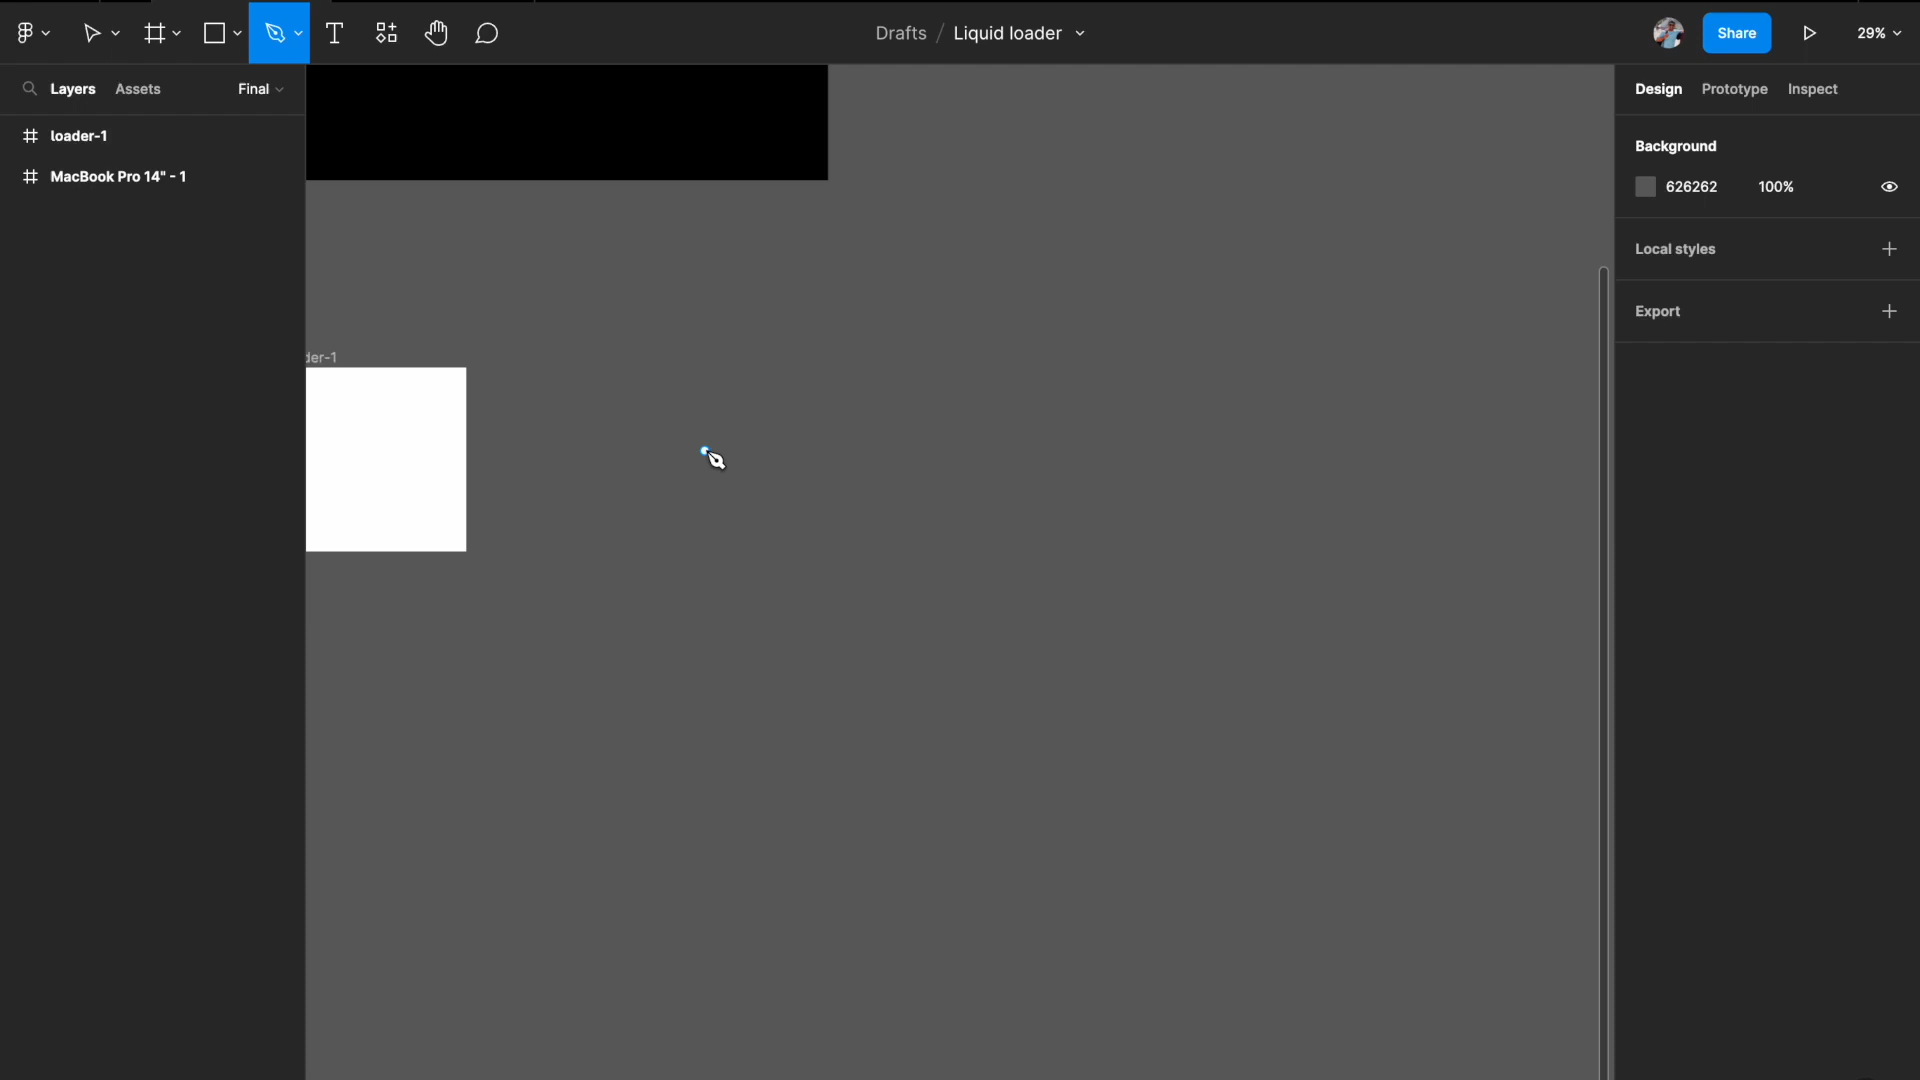 Drafts / Liquid loader
Share
29%
Layers
Assets
Final
loader-1
MacBook Pro 14" - 1
der-1
Design
Prototype
Inspect
Background
626262
100%
Local styles
Export